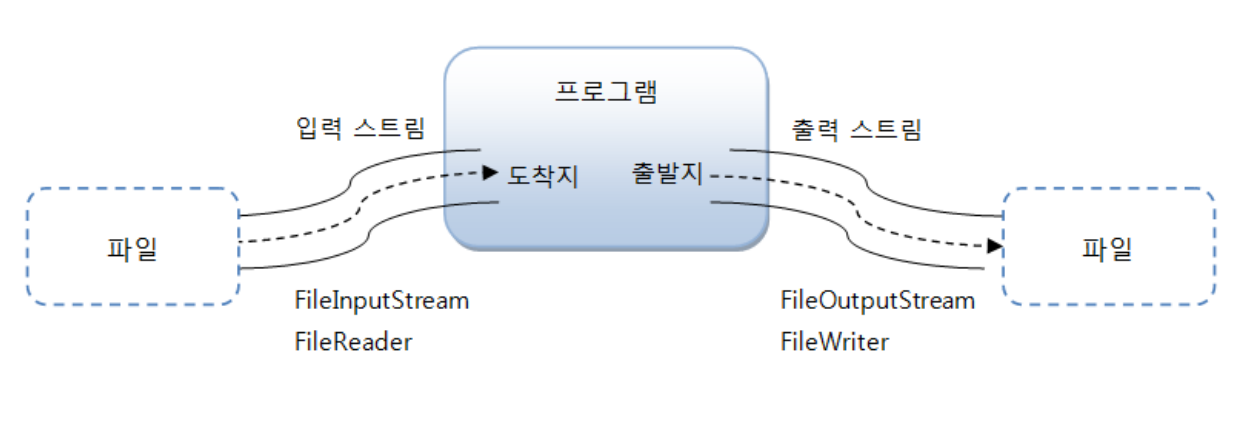 프로그램
입력 스트림
출력 스트림
도착지
출발지
파일
파일
FileInputStream
FileReader
FileOutputStream
FileWriter